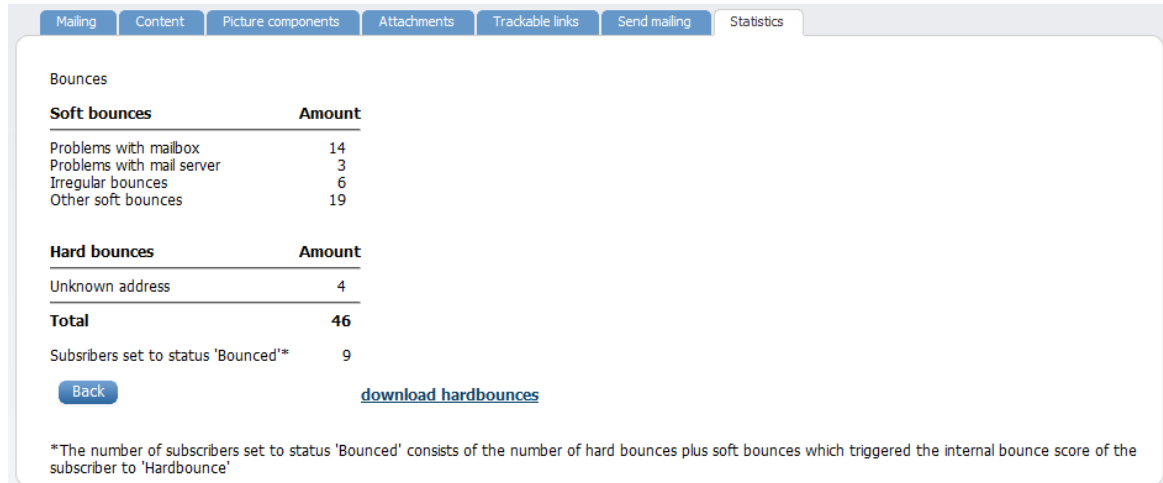 Mailing Content Picture components Attachments Trackable links Send mailing Statistics
Bounces
Soft bounces Amount
Problems with mailbox 14
Problems with mail server 3
Irregular bounces 6
Other soft bounces 19
Hard bounces Amount
Unknown address 4
Total 46
Subsribers set to status 'Bounced'* 9
Back download hardbounces
*The number of subscribers set to status 'Bounced' consists of the number of hard bounces plus soft bounces which triggered the internal bounce score of the
subscriber to 'Hardbounce'